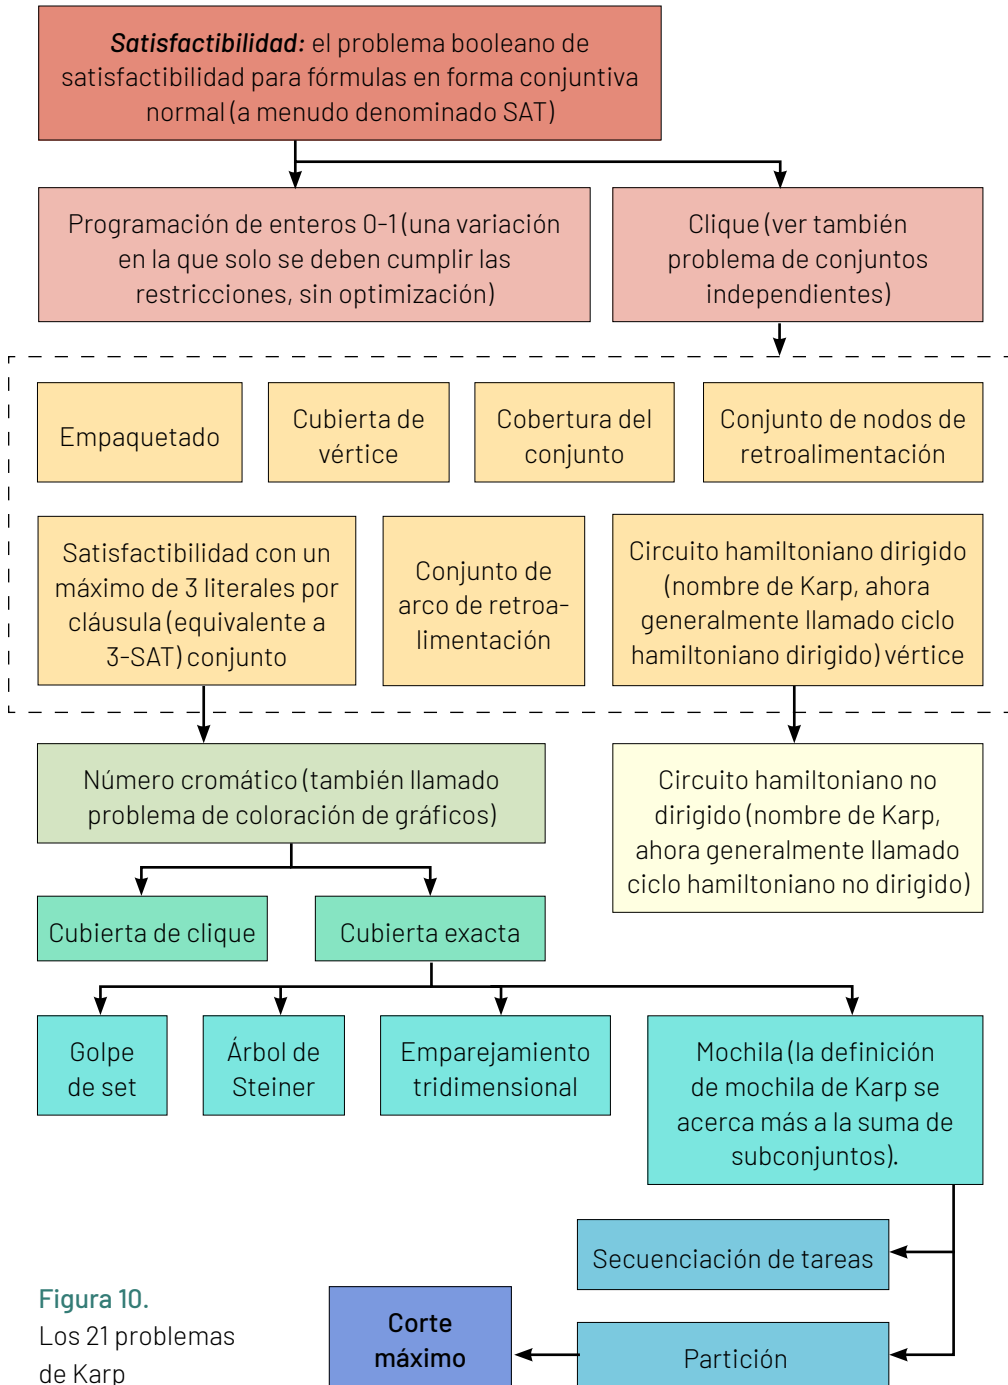 Satisfactibilidad: el problema booleano de
satisfactibilidad para fórmulas en forma conjuntiva
normal (a menudo denominado SAT)
Programación de enteros 0-1 (una variación
en la que solo se deben cumplir las
restricciones, sin optimización)
Clique (ver también
problema de conjuntos
independientes)
Empaquetado
Cubierta de
vértice
Cobertura del
conjunto
Conjunto de nodos de
retroalimentación
Satisfactibilidad con un
máximo de 3 literales por
cláusula (equivalente a
3-SAT) conjunto
Conjunto de
arco de retroa-
limentación
Circuito hamiltoniano dirigido
(nombre de Karp, ahora
generalmente llamado ciclo
hamiltoniano dirigido) vértice
Número cromático (también llamado
problema de coloración de gráficos)
Circuito hamiltoniano no
dirigido (nombre de Karp,
ahora generalmente llamado
ciclo hamiltoniano no dirigido)
Cubierta de clique
Cubierta exacta
Golpe
de set
Árbol de
Steiner
Emparejamiento
tridimensional
Mochila (la definición
de mochila de Karp se
acerca más a la suma de
subconjuntos).
Secuenciación de tareas
Partición
Corte
máximo
Figura 10.
Los 21 problemas
de Karp